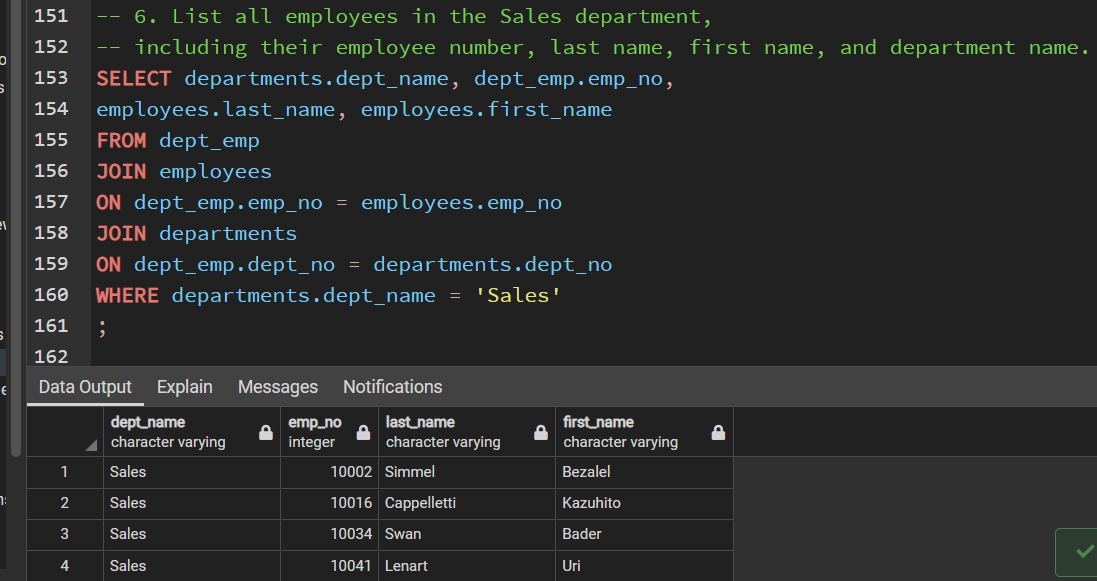 151 -- 6. List all employees in the Sales department,
152 -- including their employee number, last name, first name, and department name.
153 SELECT departments.dept_name, dept_emp.emp_no,
154 employees.last_name, employees.first_name
155 FROM dept_emp
156 JOIN employees
157 ON dept_emp.emp_no = employees.emp_no
158 JOIN departments
159 ON dept_emp.dept_no = departments.dept_no
160 WHERE departments.dept_name = 'Sales'
161 ;
162
Data Output Explain Messages Notifications
dept_name emp_no last_name first_name
character varying integer character varying character varying
1 Sales 10002 Simmel Bezalel
2 Sales 10016 Cappelletti Kazuhito
3 Sales 10034 Swan Bader
4 Sales 10041 Lenart Uri